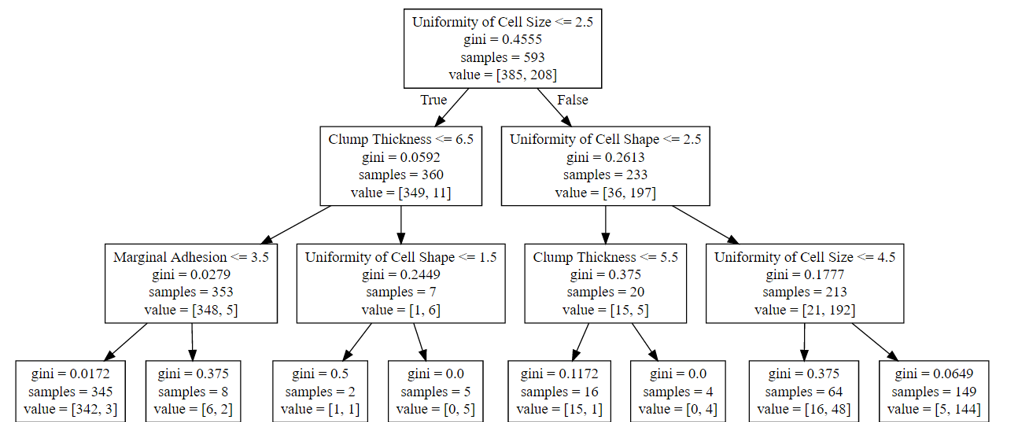 Uniformity of Cell Size <= 2.5
gini = 0.4555
samples = 593
value = [385, 208]
True
False
Clump Thickness <= 6.5
gini = 0.0592
samples = 360
value = [349, 11]
Uniformity of Cell Shape <= 2.5
gini = 0.2613
samples = 233
value = [36, 197]
Marginal Adhesion <= 3.5
gini = 0.0279
samples = 353
value = [348, 5]
Uniformity of Cell Shape <= 1.5
gini = 0.2449
samples = 7
value = [1, 6]
Clump Thickness <= 5.5
gini = 0.375
samples = 20
value = [15, 5]
Uniformity of Cell Size <= 4.5
gini = 0.1777
samples = 213
value = [21, 192]
gini = 0.0172
samples = 345
value = [342, 3]
gini = 0.375
samples = 8
value = [6, 2]
gini = 0.5
samples = 2
value = [1, 1]
gini = 0.0
samples = 5
value = [0, 5]
gini = 0.1172
samples = 16
value = [15, 1]
gini = 0.0
samples = 4
value = [0, 4]
gini = 0.375
samples = 64
value = [16, 48]
gini = 0.0649
samples = 149
value = [5, 144]